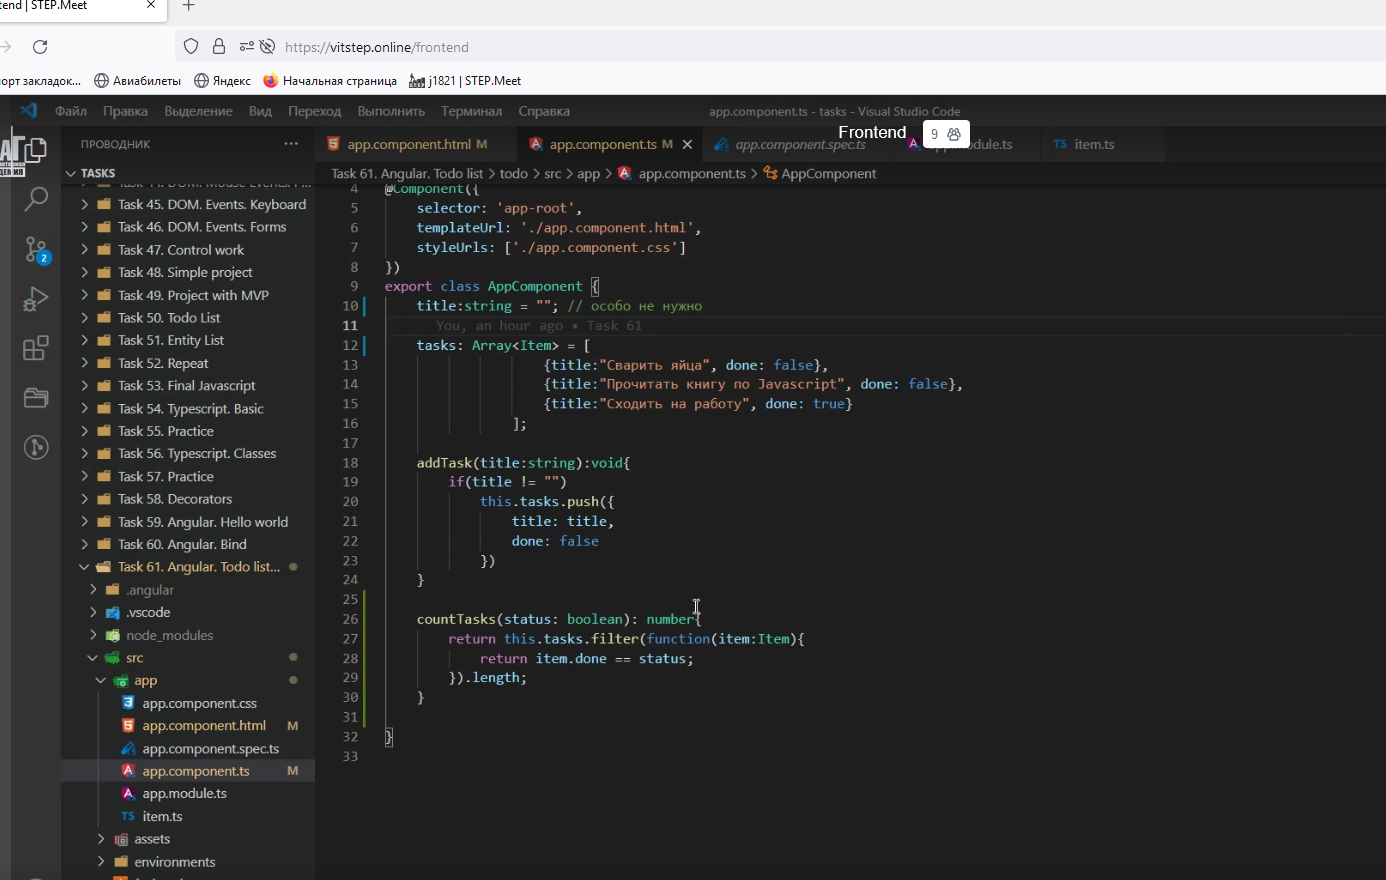 end | STEP.Meet
https://vitstep.online/frontend
орт закладок...
Авиабилеты
Яндекс
Начальная страница
j1821 | STEP.Meet
Файл Правка Выделение Вид Переход Выполнить Терминал Справка
app.component.ts - tasks - Visual Studio Code
Frontend 9
ПРОВОДНИК
app.component.html M
app.component.ts M
app.component.spec.ts
dule.ts
TS item.ts
TASKS
Task 61. Angular. Todo list > todo > src > app > app.component.ts > AppComponent
Task 45. DOM. Events. Keyboard
Task 46. DOM. Events. Forms
Task 47. Control work
Task 48. Simple project
Task 49. Project with MVP
Task 50. Todo List
Task 51. Entity List
Task 52. Repeat
Task 53. Final Javascript
Task 54. Typescript. Basic
Task 55. Practice
Task 56. Typescript. Classes
Task 57. Practice
Task 58. Decorators
Task 59. Angular. Hello world
Task 60. Angular. Bind
Task 61. Angular. Todo list...
.angular
.vscode
node_modules
src
app
app.component.css
app.component.html M
app.component.spec.ts
app.component.ts M
app.module.ts
TS item.ts
assets
environments
2
4 @Component({
5 selector: 'app-root',
6 templateUrl: './app.component.html',
7 styleUrls: ['./app.component.css']
8 })
9 export class AppComponent {
10 title:string = ""; // особо не нужно
11 You, an hour ago • Task 61
12 tasks: Array<Item> = [
13 {title:"Сварить яйца", done: false},
14 {title:"Прочитать книгу по Javascript", done: false},
15 {title:"Сходить на работу", done: true}
16 ];
17
18 addTask(title:string):void{
19 if(title != "")
20 this.tasks.push({
21 title: title,
22 done: false
23 })
24 }
25
26 countTasks(status: boolean): number{
27 return this.tasks.filter(function(item:Item){
28 return item.done == status;
29 }).length;
30 }
31
32 }
33